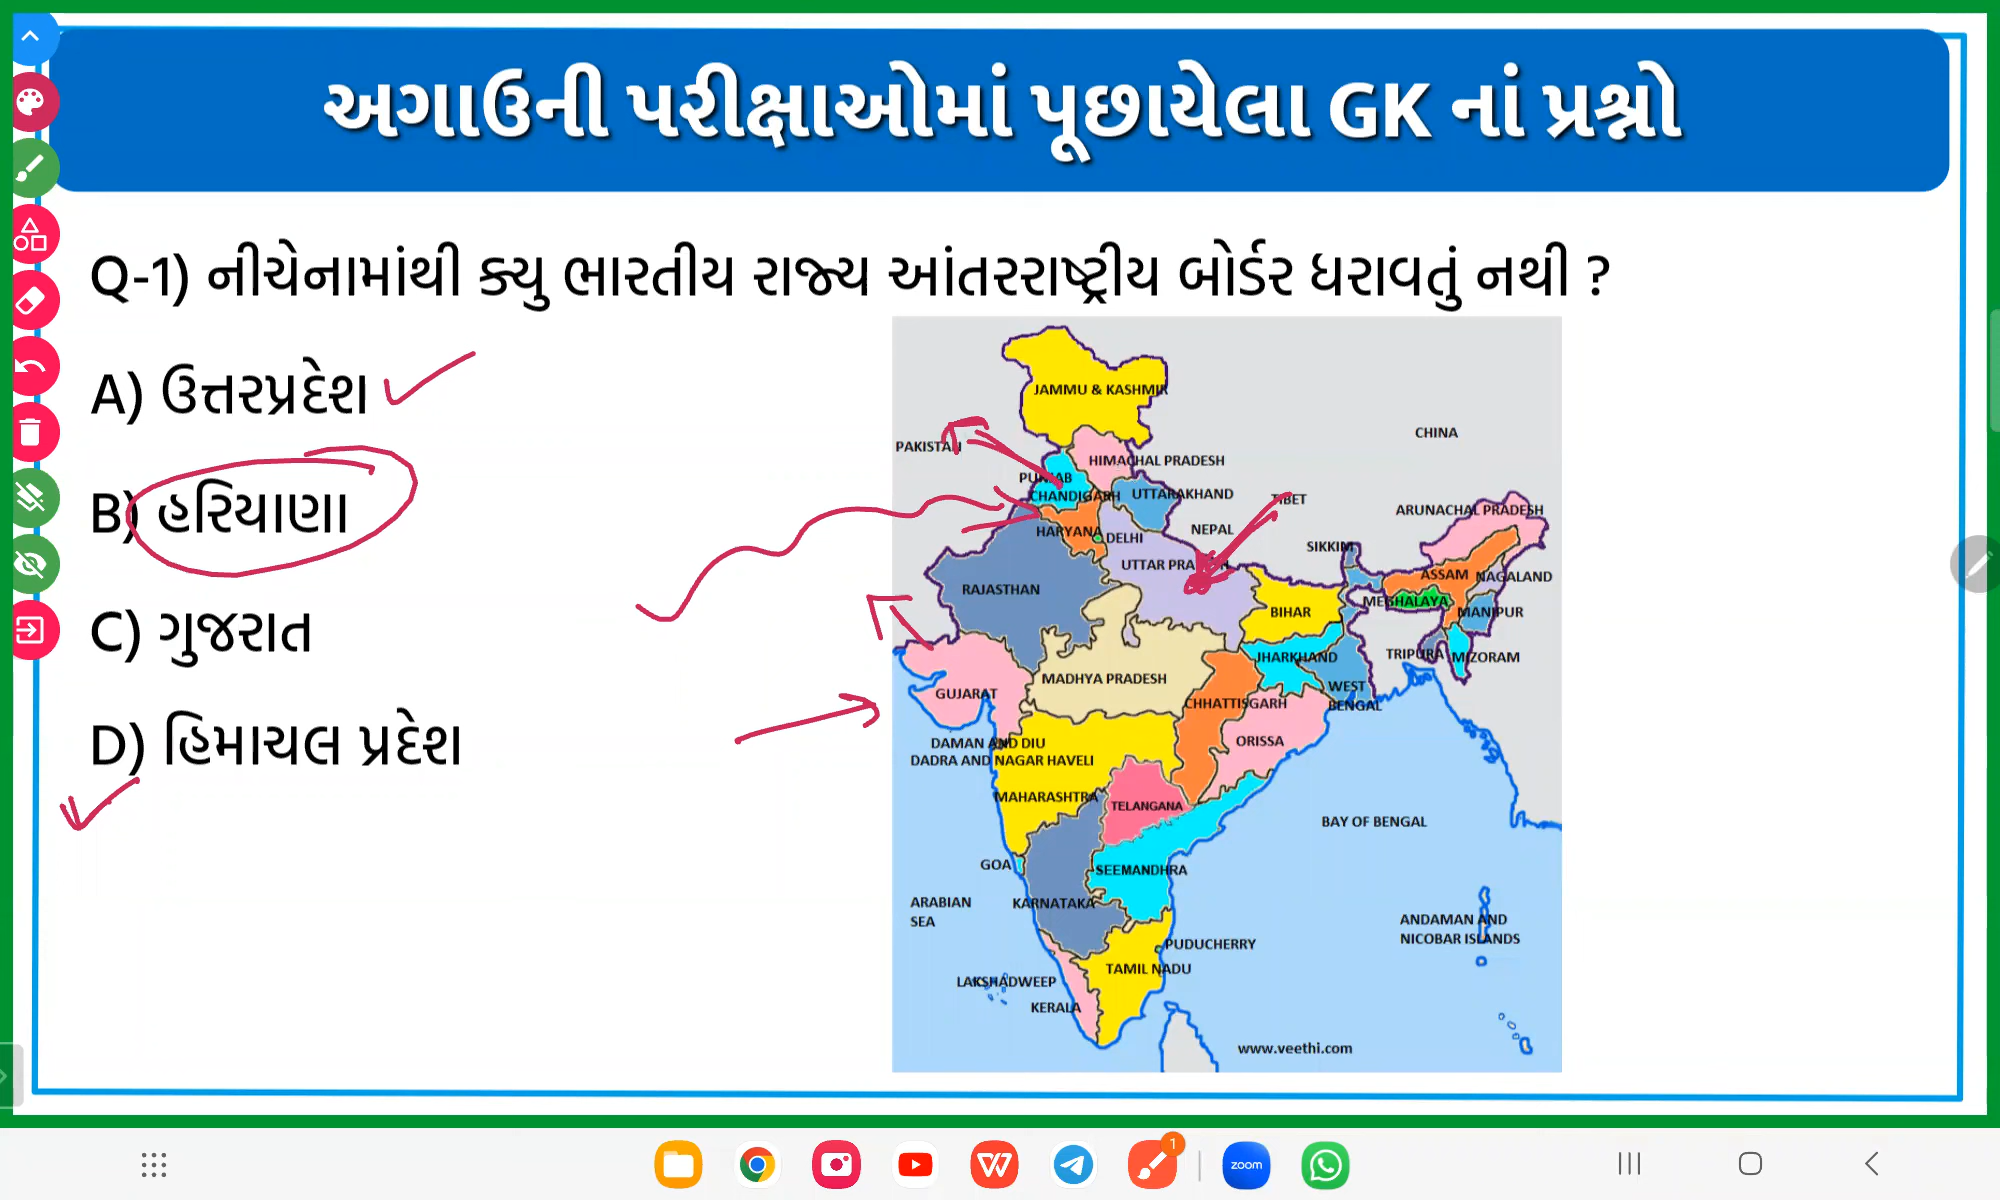 અગાઉની પરીક્ષાઓમાં પૂછાયેલા GK નાં પ્રશ્નો
Q-1) નીચેનામાંથી ક્યુ ભારતીય રાજ્ય આંતરરાષ્ટ્રીય બોર્ડર ધરાવતું નથી ?
A) ઉત્તરપ્રદેશ
B) હરિયાણા
C) ગુજરાત
D) હિમાચલ પ્રદેશ
JAMMU & KASHMIR
CHINA
PAKISTAN
HIMACHAL PRADESH
PUNJAB
CHANDIGARH
UTTARAKHAND
TIBET
ARUNACHAL PRADESH
HARYANA
DELHI
NEPAL
SIKKIM
UTTAR PRADESH
ASSAM
NAGALAND
RAJASTHAN
BIHAR
MEGHALAYA
MANIPUR
TRIPURA
MIZORAM
JHARKHAND
MADHYA PRADESH
WEST
BENGAL
GUJARAT
CHHATTISGARH
ORISSA
DAMAN AND DIU
DADRA AND NAGAR HAVELI
MAHARASHTRA
TELANGANA
BAY OF BENGAL
GOA
SEEMANDHRA
ARABIAN
SEA
KARNATAKA
ANDAMAN AND
NICOBAR ISLANDS
PUDUCHERRY
TAMIL NADU
LAKSHADWEEP
KERALA
www.veethi.com
1
zoom